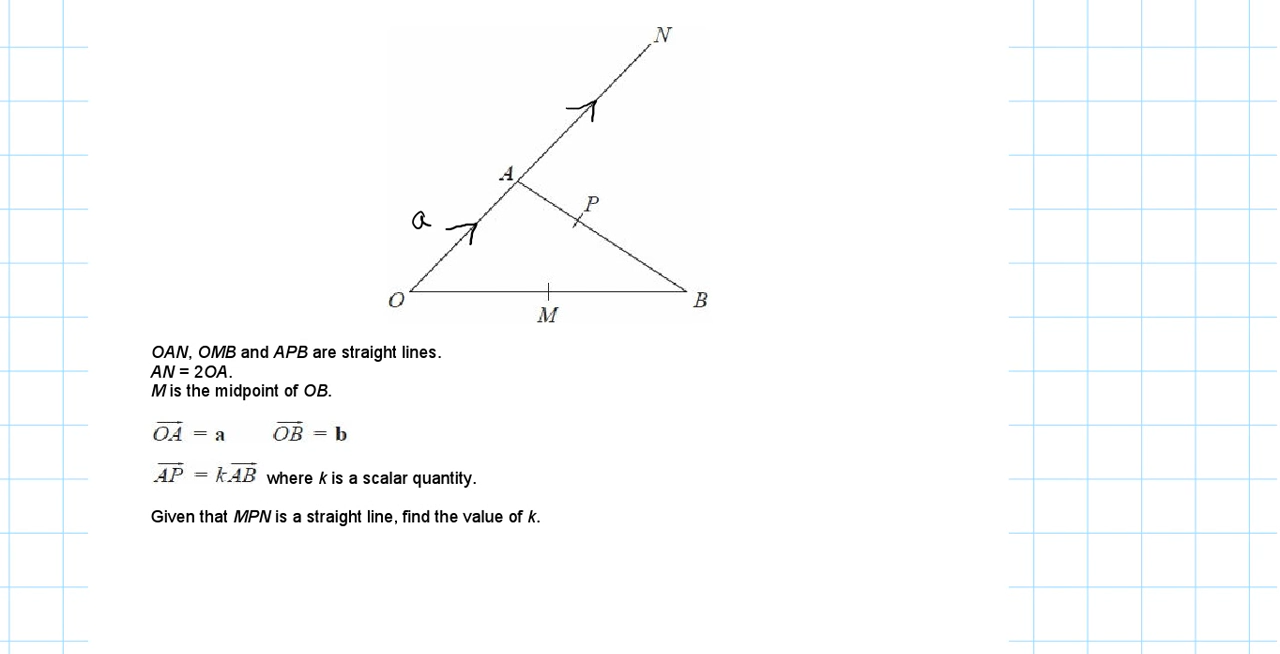 N
A
P
a
O
B
M
OAN, OMB and APB are straight lines.
AN = 2OA.
M is the midpoint of OB.
OA = a OB = b
AP = kAB where k is a scalar quantity.
Given that MPN is a straight line, find the value of k.